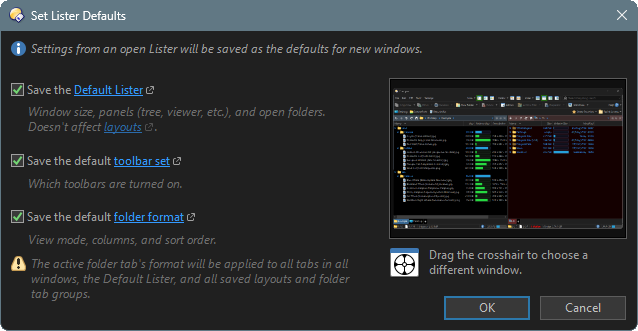 Set Lister Defaults
Settings from an open Lister will be saved as the defaults for new windows.
Save the Default Lister
Window size, panels (tree, viewer, etc.), and open folders.
Doesn't affect layouts .
Save the default toolbar set
Which toolbars are turned on.
Save the default folder format
View mode, columns, and sort order.
The active folder tab's format will be applied to all tabs in all
windows, the Default Lister, and all saved layouts and folder
tab groups.
Drag the crosshair to choose a
different window.
OK
Cancel